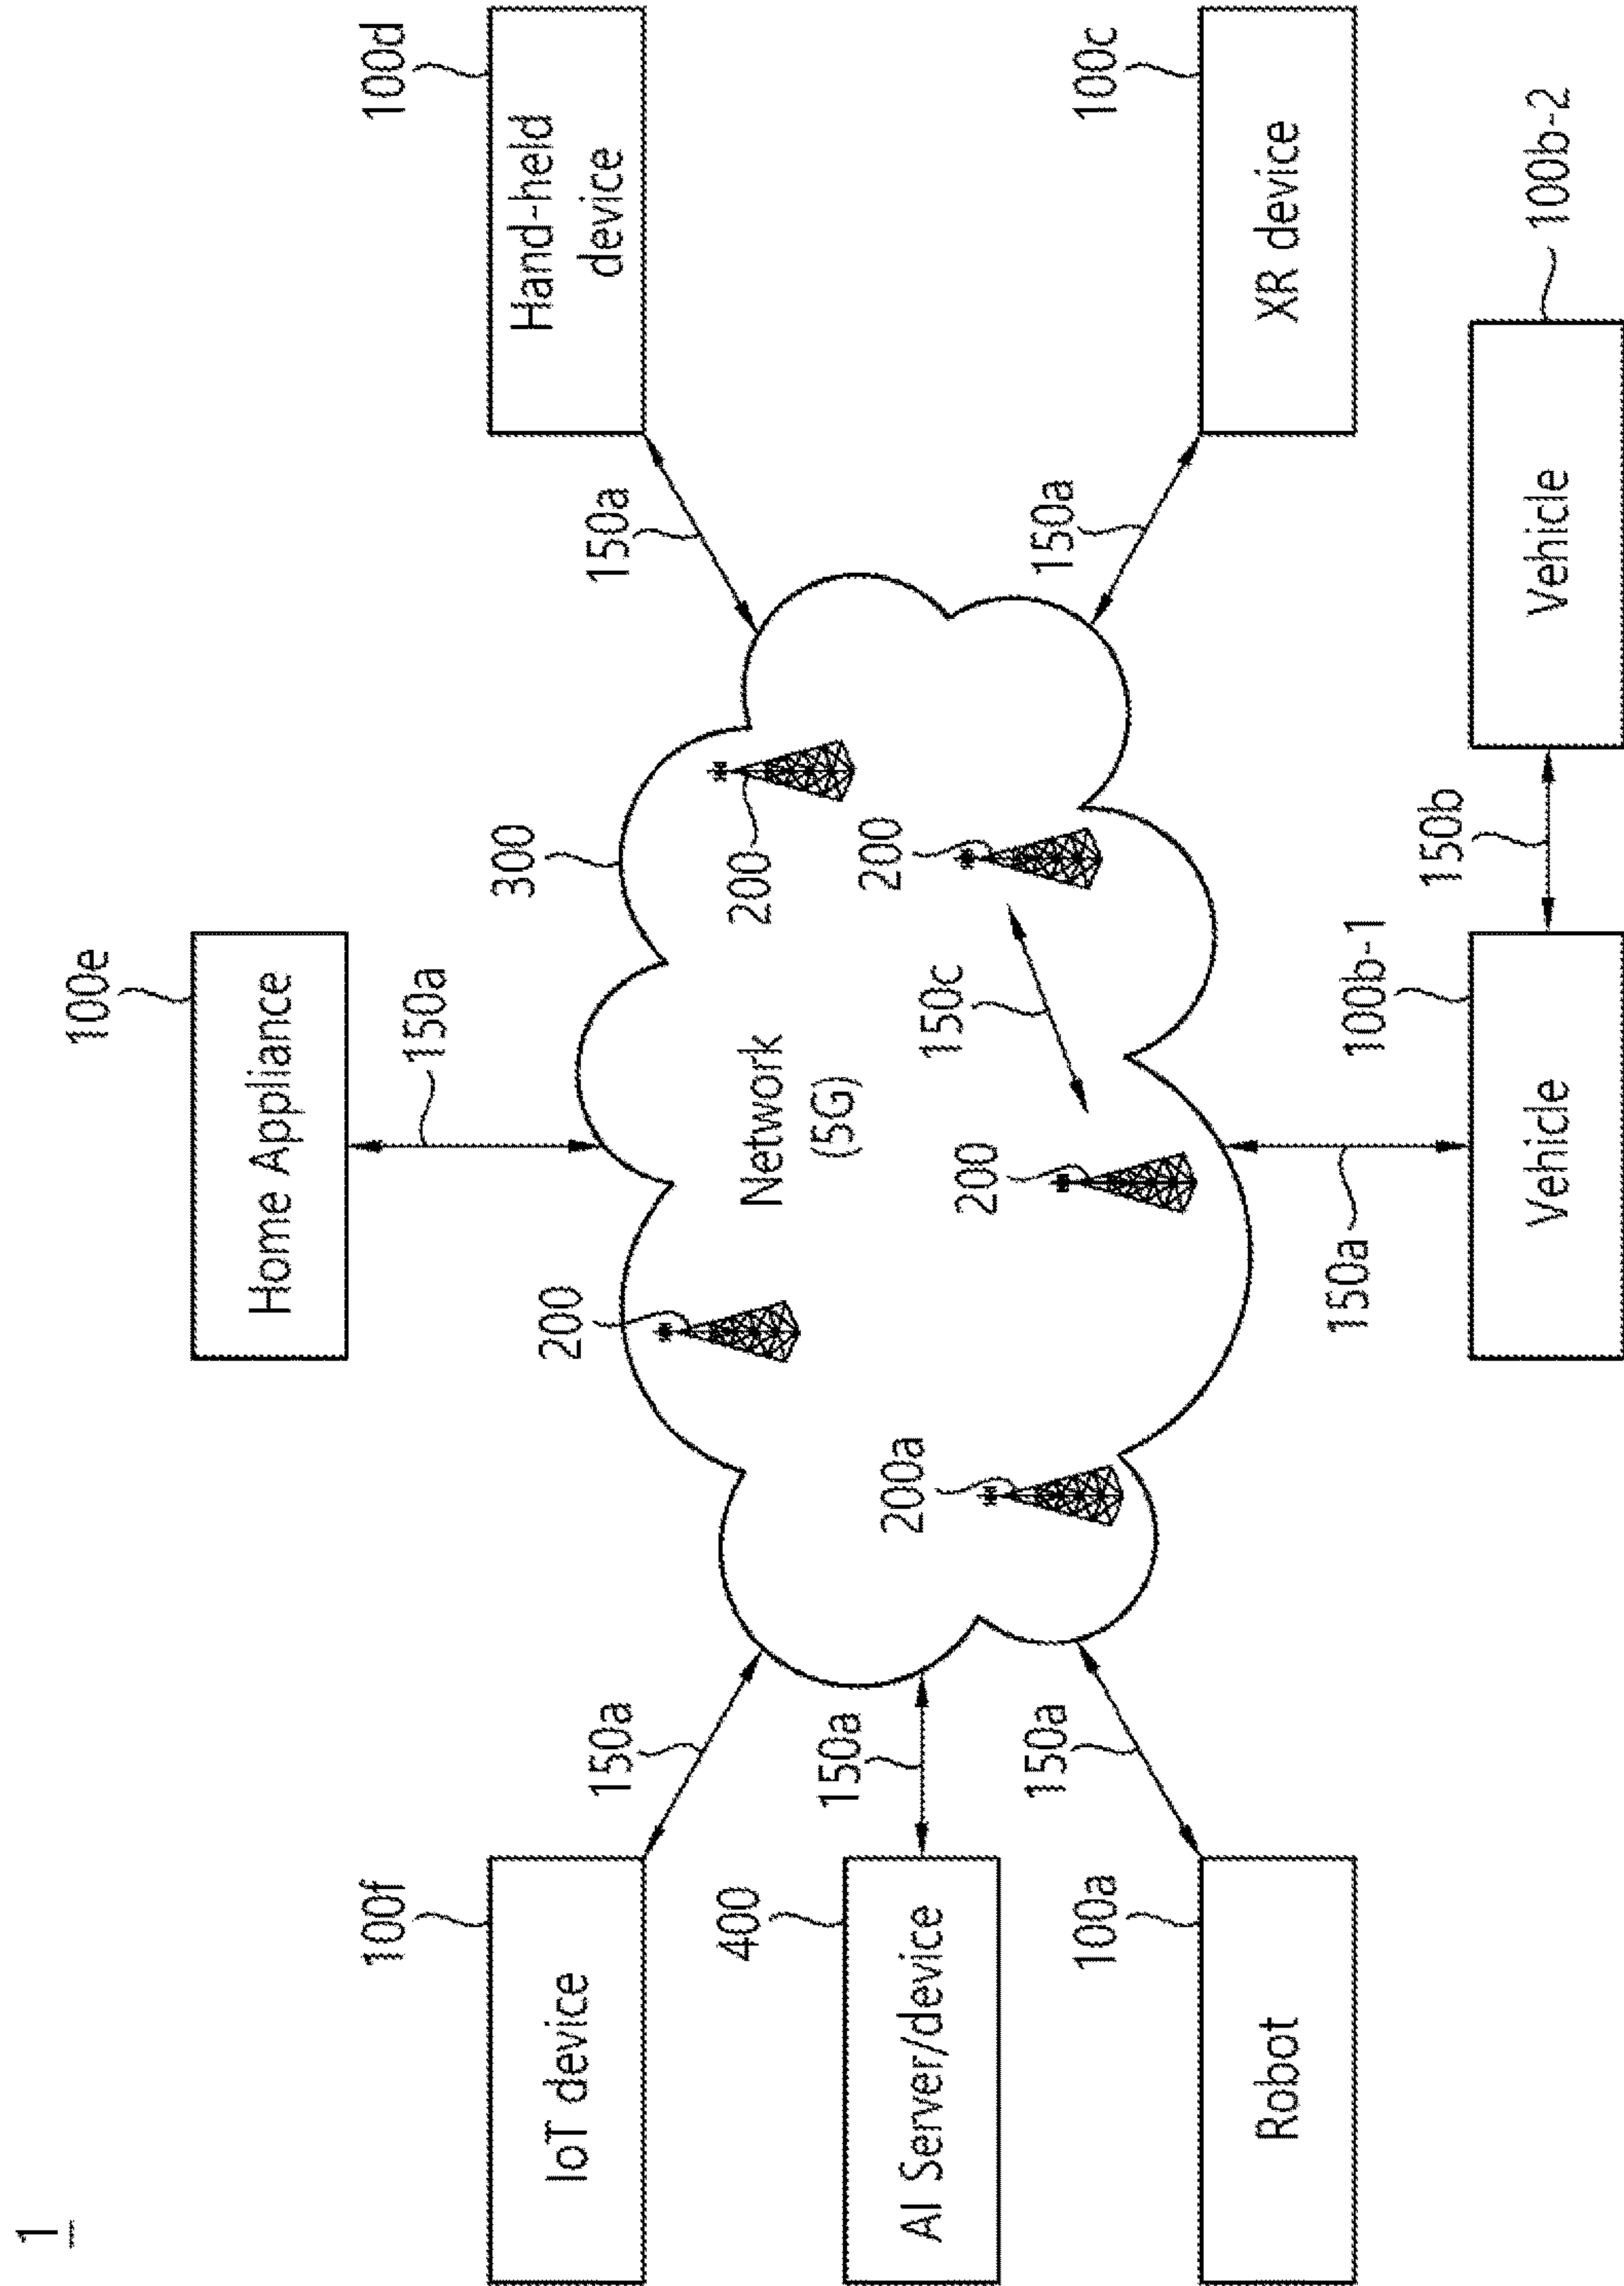 1
100e
Home Appliance
150a
100f
IoT device
150a
300
100d
Hand-held
device
150a
200
Network
(5G)
200
400
AI Server/device
150a
200a
200
150c
200
100a
Robot
150a
150a
100c
XR device
150a
100b-1
Vehicle
150b
Vehicle
100b-2